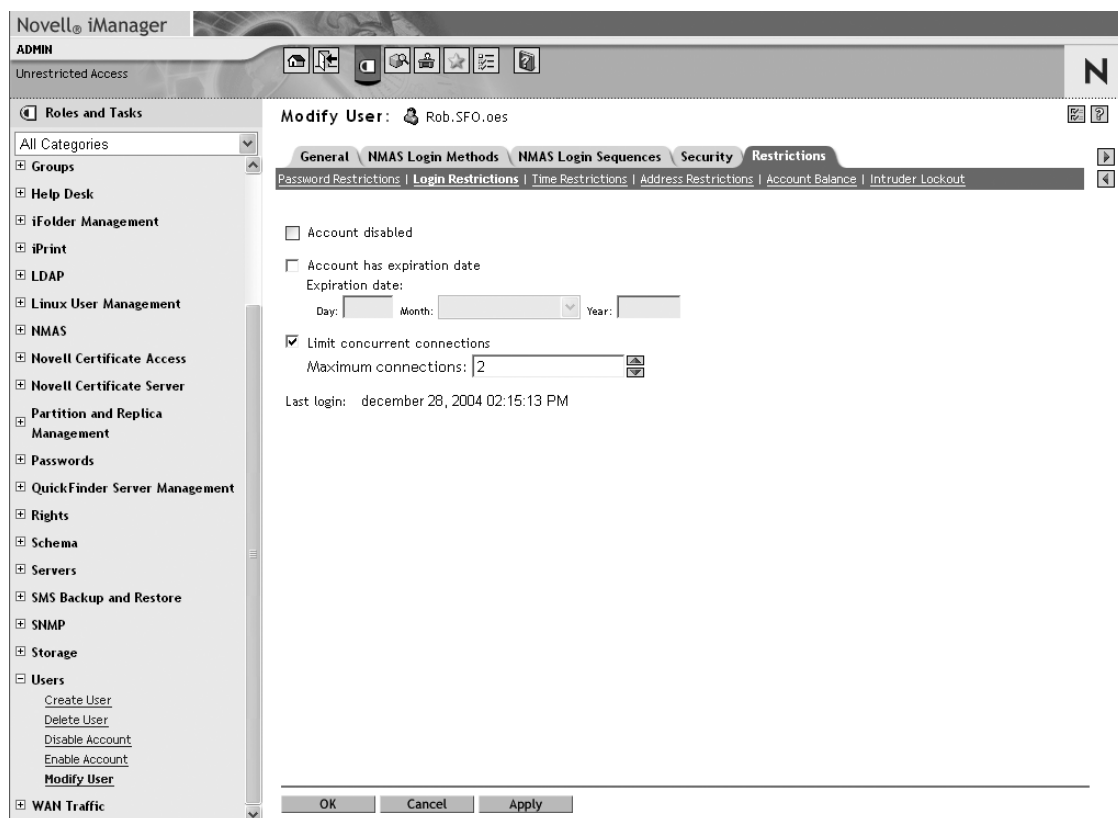 Novell® iManager
ADMIN
Unrestricted Access
N
Roles and Tasks
All Categories
Groups
Help Desk
iFolder Management
iPrint
LDAP
Linux User Management
NMAS
Novell Certificate Access
Novell Certificate Server
Partition and Replica
Management
Passwords
QuickFinder Server Management
Rights
Schema
Servers
SMS Backup and Restore
SNMP
Storage
Users
Create User
Delete User
Disable Account
Enable Account
Modify User
WAN Traffic
Modify User: Rob.SFO.oes
General NMAS Login Methods NMAS Login Sequences Security Restrictions
Password Restrictions | Login Restrictions | Time Restrictions | Address Restrictions | Account Balance | Intruder Lockout
Account disabled
Account has expiration date
Expiration date:
Day: Month: Year:
Limit concurrent connections
Maximum connections: 2
Last login: december 28, 2004 02:15:13 PM
OK Cancel Apply